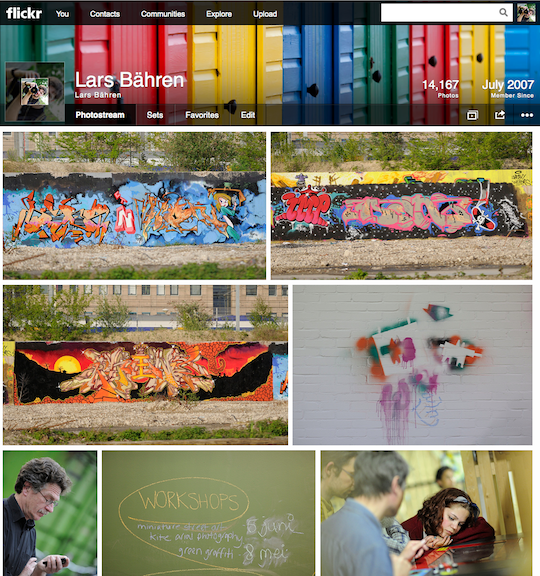 flickr You Contacts Communities Explore Upload
Lars Bähren
Lars Bähren
14,167
Photos
July 2007
Member Since
Photostream Sets Favorites Edit
WORKSHOPS
miniature street art
kite arial photography
green graffiti
5 juni
8 mei